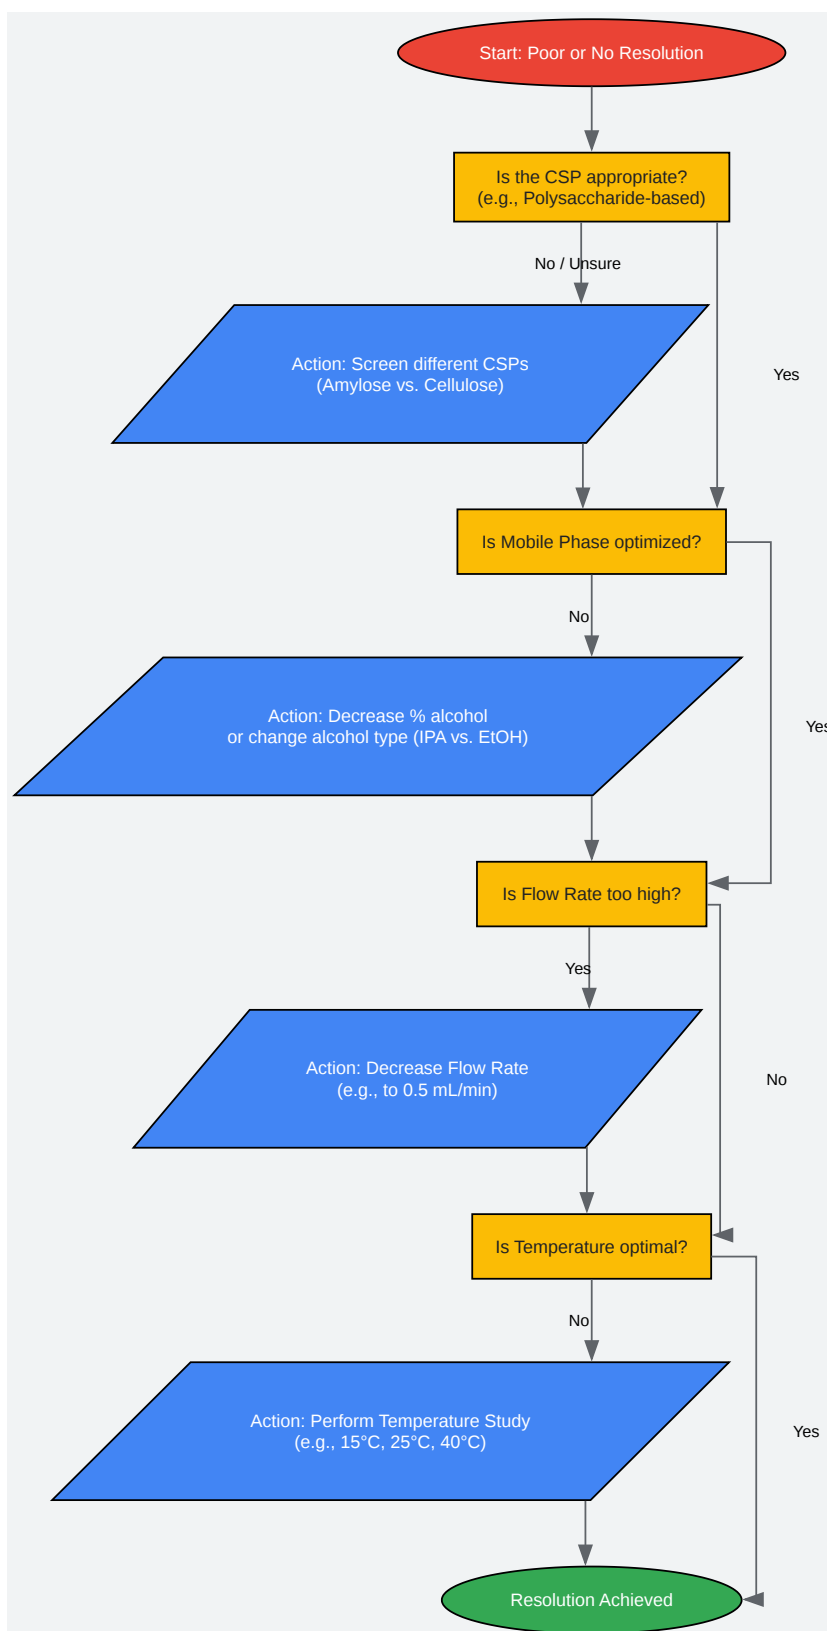 Start: Poor or No Resolution
Is the CSP appropriate?
(e.g., Polysaccharide-based)
No / Unsure
Action: Screen different CSPs
(Amylose vs. Cellulose)
Yes
Is Mobile Phase optimized?
No
Action: Decrease % alcohol
or change alcohol type (IPA vs. EtOH)
Yes
Is Flow Rate too high?
Yes
Action: Decrease Flow Rate
(e.g., to 0.5 mL/min)
No
Is Temperature optimal?
No
Action: Perform Temperature Study
(e.g., 15°C, 25°C, 40°C)
Yes
Resolution Achieved